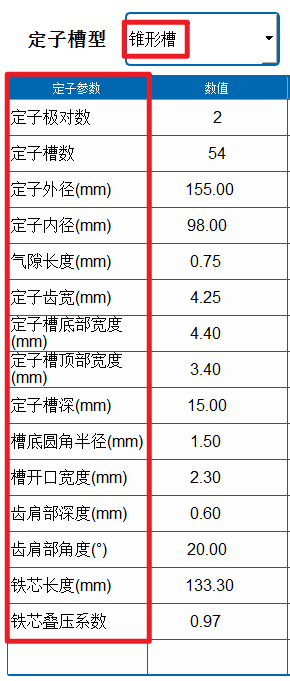 定子槽型 锥形槽
定子参数 数值
定子极对数 2
定子槽数 54
定子外径(mm) 155.00
定子内径(mm) 98.00
气隙长度(mm) 0.75
定子齿宽(mm) 4.25
定子槽底部宽度
(mm) 4.40
定子槽顶部宽度
(mm) 3.40
定子槽深(mm) 15.00
槽底圆角半径(mm) 1.50
槽开口宽度(mm) 2.30
齿肩部深度(mm) 0.60
齿肩部角度(°) 20.00
铁芯长度(mm) 133.30
铁芯叠压系数 0.97